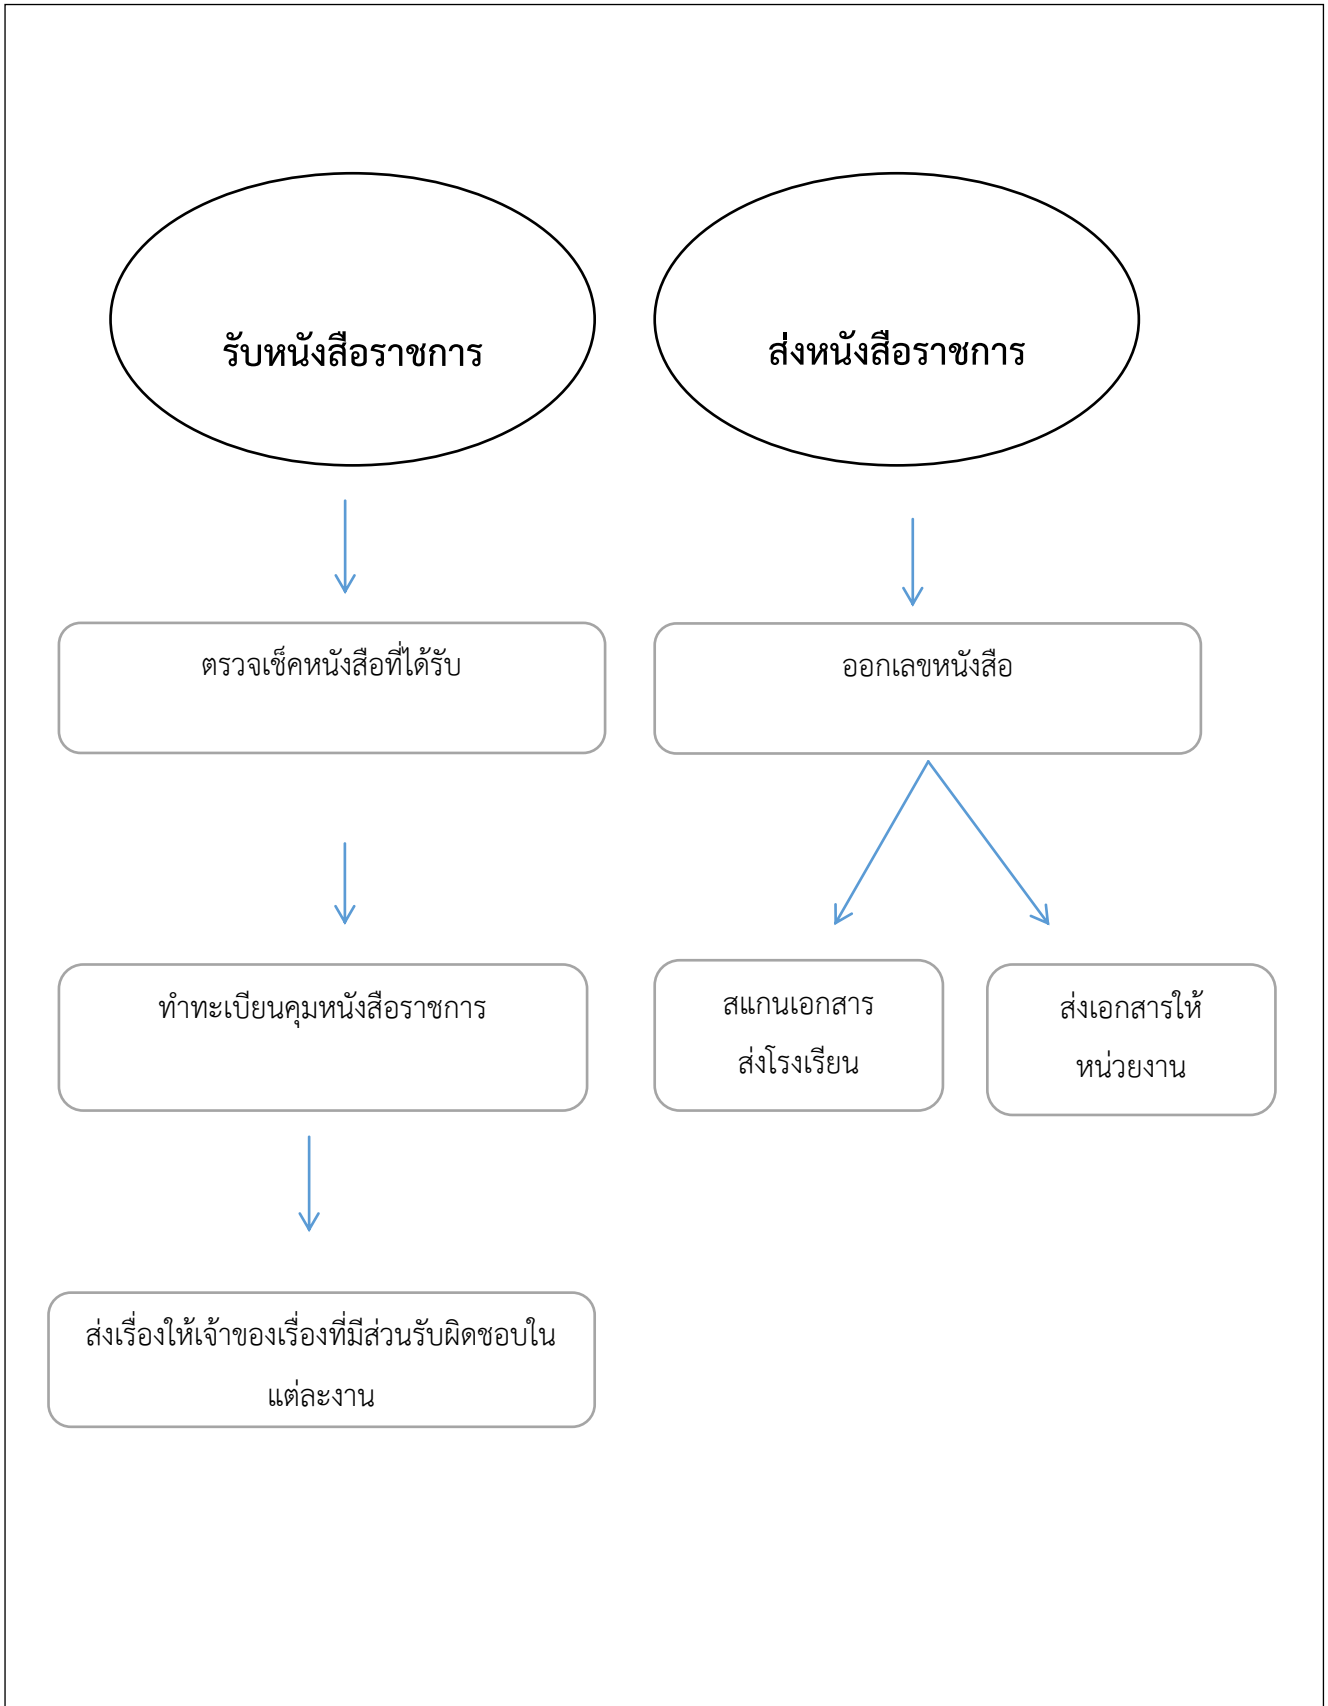 รับหนังสือราชการ
ส่งหนังสือราชการ
ตรวจเช็คหนังสือที่ได้รับ
ออกเลขหนังสือ
ทำทะเบียนคุมหนังสือราชการ
สแกนเอกสาร
ส่งโรงเรียน
ส่งเอกสารให้
หน่วยงาน
ส่งเรื่องให้เจ้าของเรื่องที่มีส่วนรับผิดชอบใน
แต่ละงาน